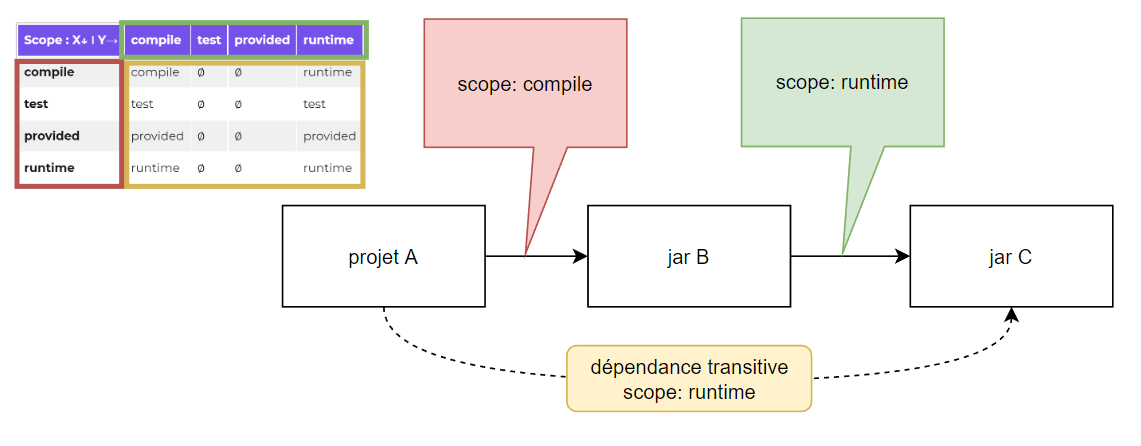 Scope : X↓ | Y→ compile test provided runtime
compile compile ∅ ∅ runtime
test test ∅ ∅ test
provided provided ∅ ∅ provided
runtime runtime ∅ ∅ runtime
scope: compile
scope: runtime
projet A
jar B
jar C
dépendance transitive
scope: runtime